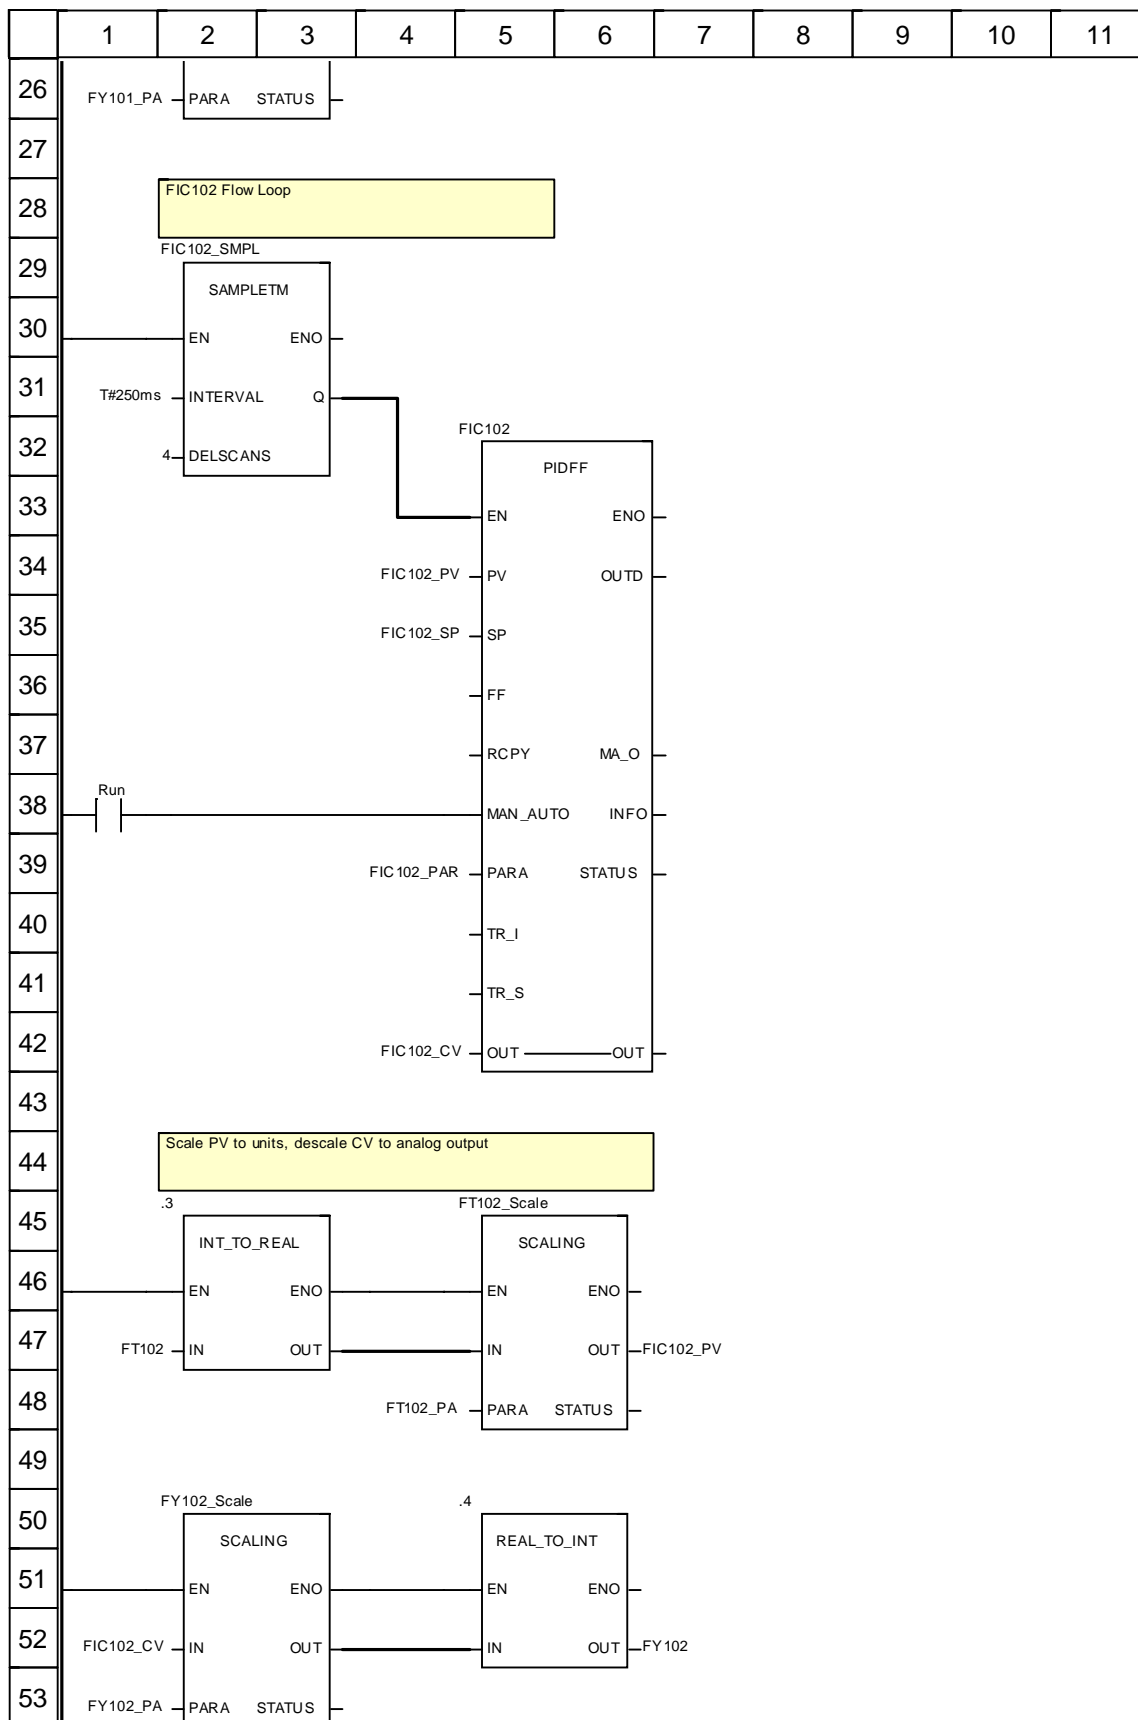 1 2 3 4 5 6 7 8 9 10 11
26 FY101_PA PARA STATUS
27
28 FIC102 Flow Loop
FIC102_SMPL
29 SAMPLETM
30 EN ENO
31 T#250ms INTERVAL Q
32 FIC102
4 DELSCANS PIDFF
33 EN ENO
34 FIC102_PV PV OUTD
35 FIC102_SP SP
36 FF
37 RCPY MA_O
Run
38 MAN_AUTO INFO
39 FIC102_PAR PARA STATUS
40 TR_I
41 TR_S
42 FIC102_CV OUT OUT
43
44 Scale PV to units, descale CV to analog output
45 .3 FT102_Scale
INT_TO_REAL SCALING
46 EN ENO EN ENO
47 FT102 IN OUT IN OUT FIC102_PV
48 FT102_PA PARA STATUS
49
50 FY102_Scale .4
SCALING REAL_TO_INT
51 EN ENO EN ENO
52 FIC102_CV IN OUT IN OUT FY102
53 FY102_PA PARA STATUS